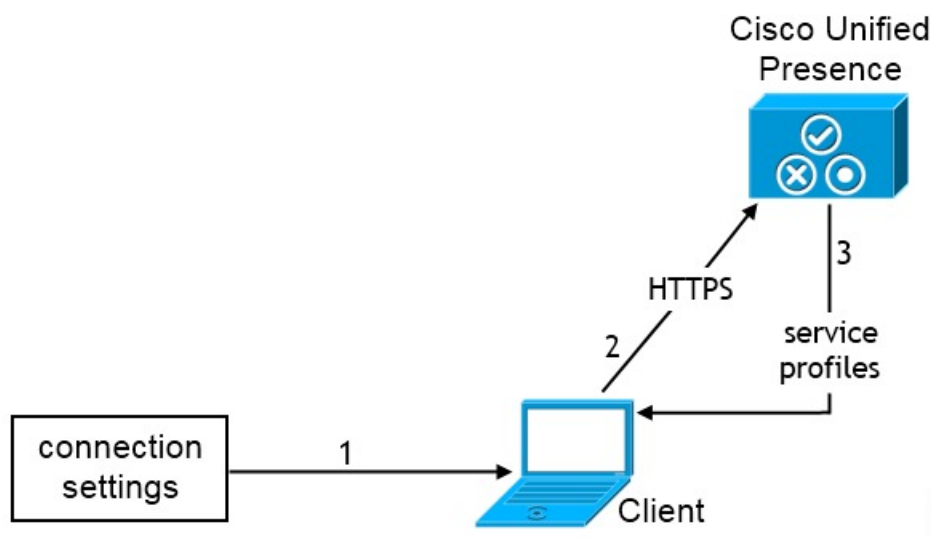 Cisco Unified
Presence
3
HTTPS
service
profiles
2
connection
settings
1
Client